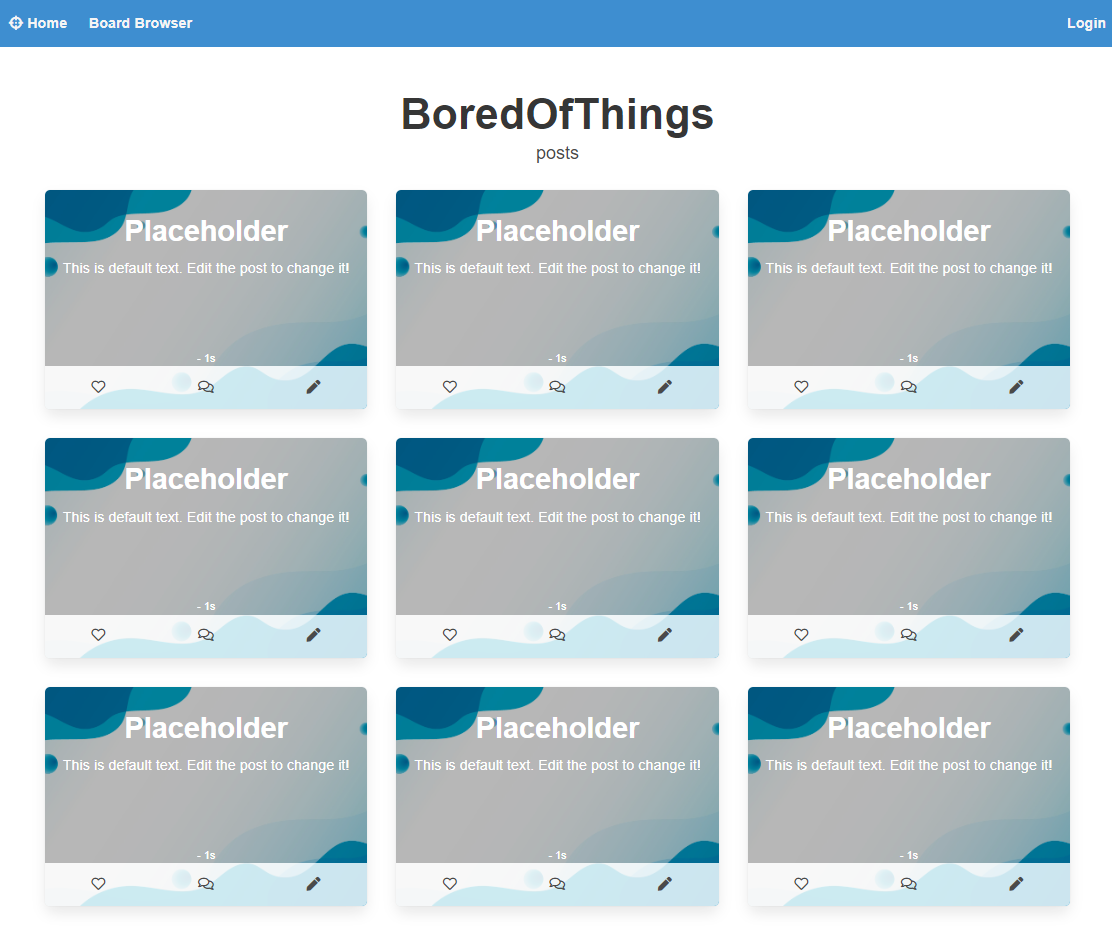 Home Board Browser Login
BoredOfThings
posts
Placeholder Placeholder Placeholder
This is default text. Edit the post to change it! This is default text. Edit the post to change it! This is default text. Edit the post to change it!
- 1s - 1s - 1s
Placeholder Placeholder Placeholder
This is default text. Edit the post to change it! This is default text. Edit the post to change it! This is default text. Edit the post to change it!
- 1s - 1s - 1s
Placeholder Placeholder Placeholder
This is default text. Edit the post to change it! This is default text. Edit the post to change it! This is default text. Edit the post to change it!
- 1s - 1s - 1s